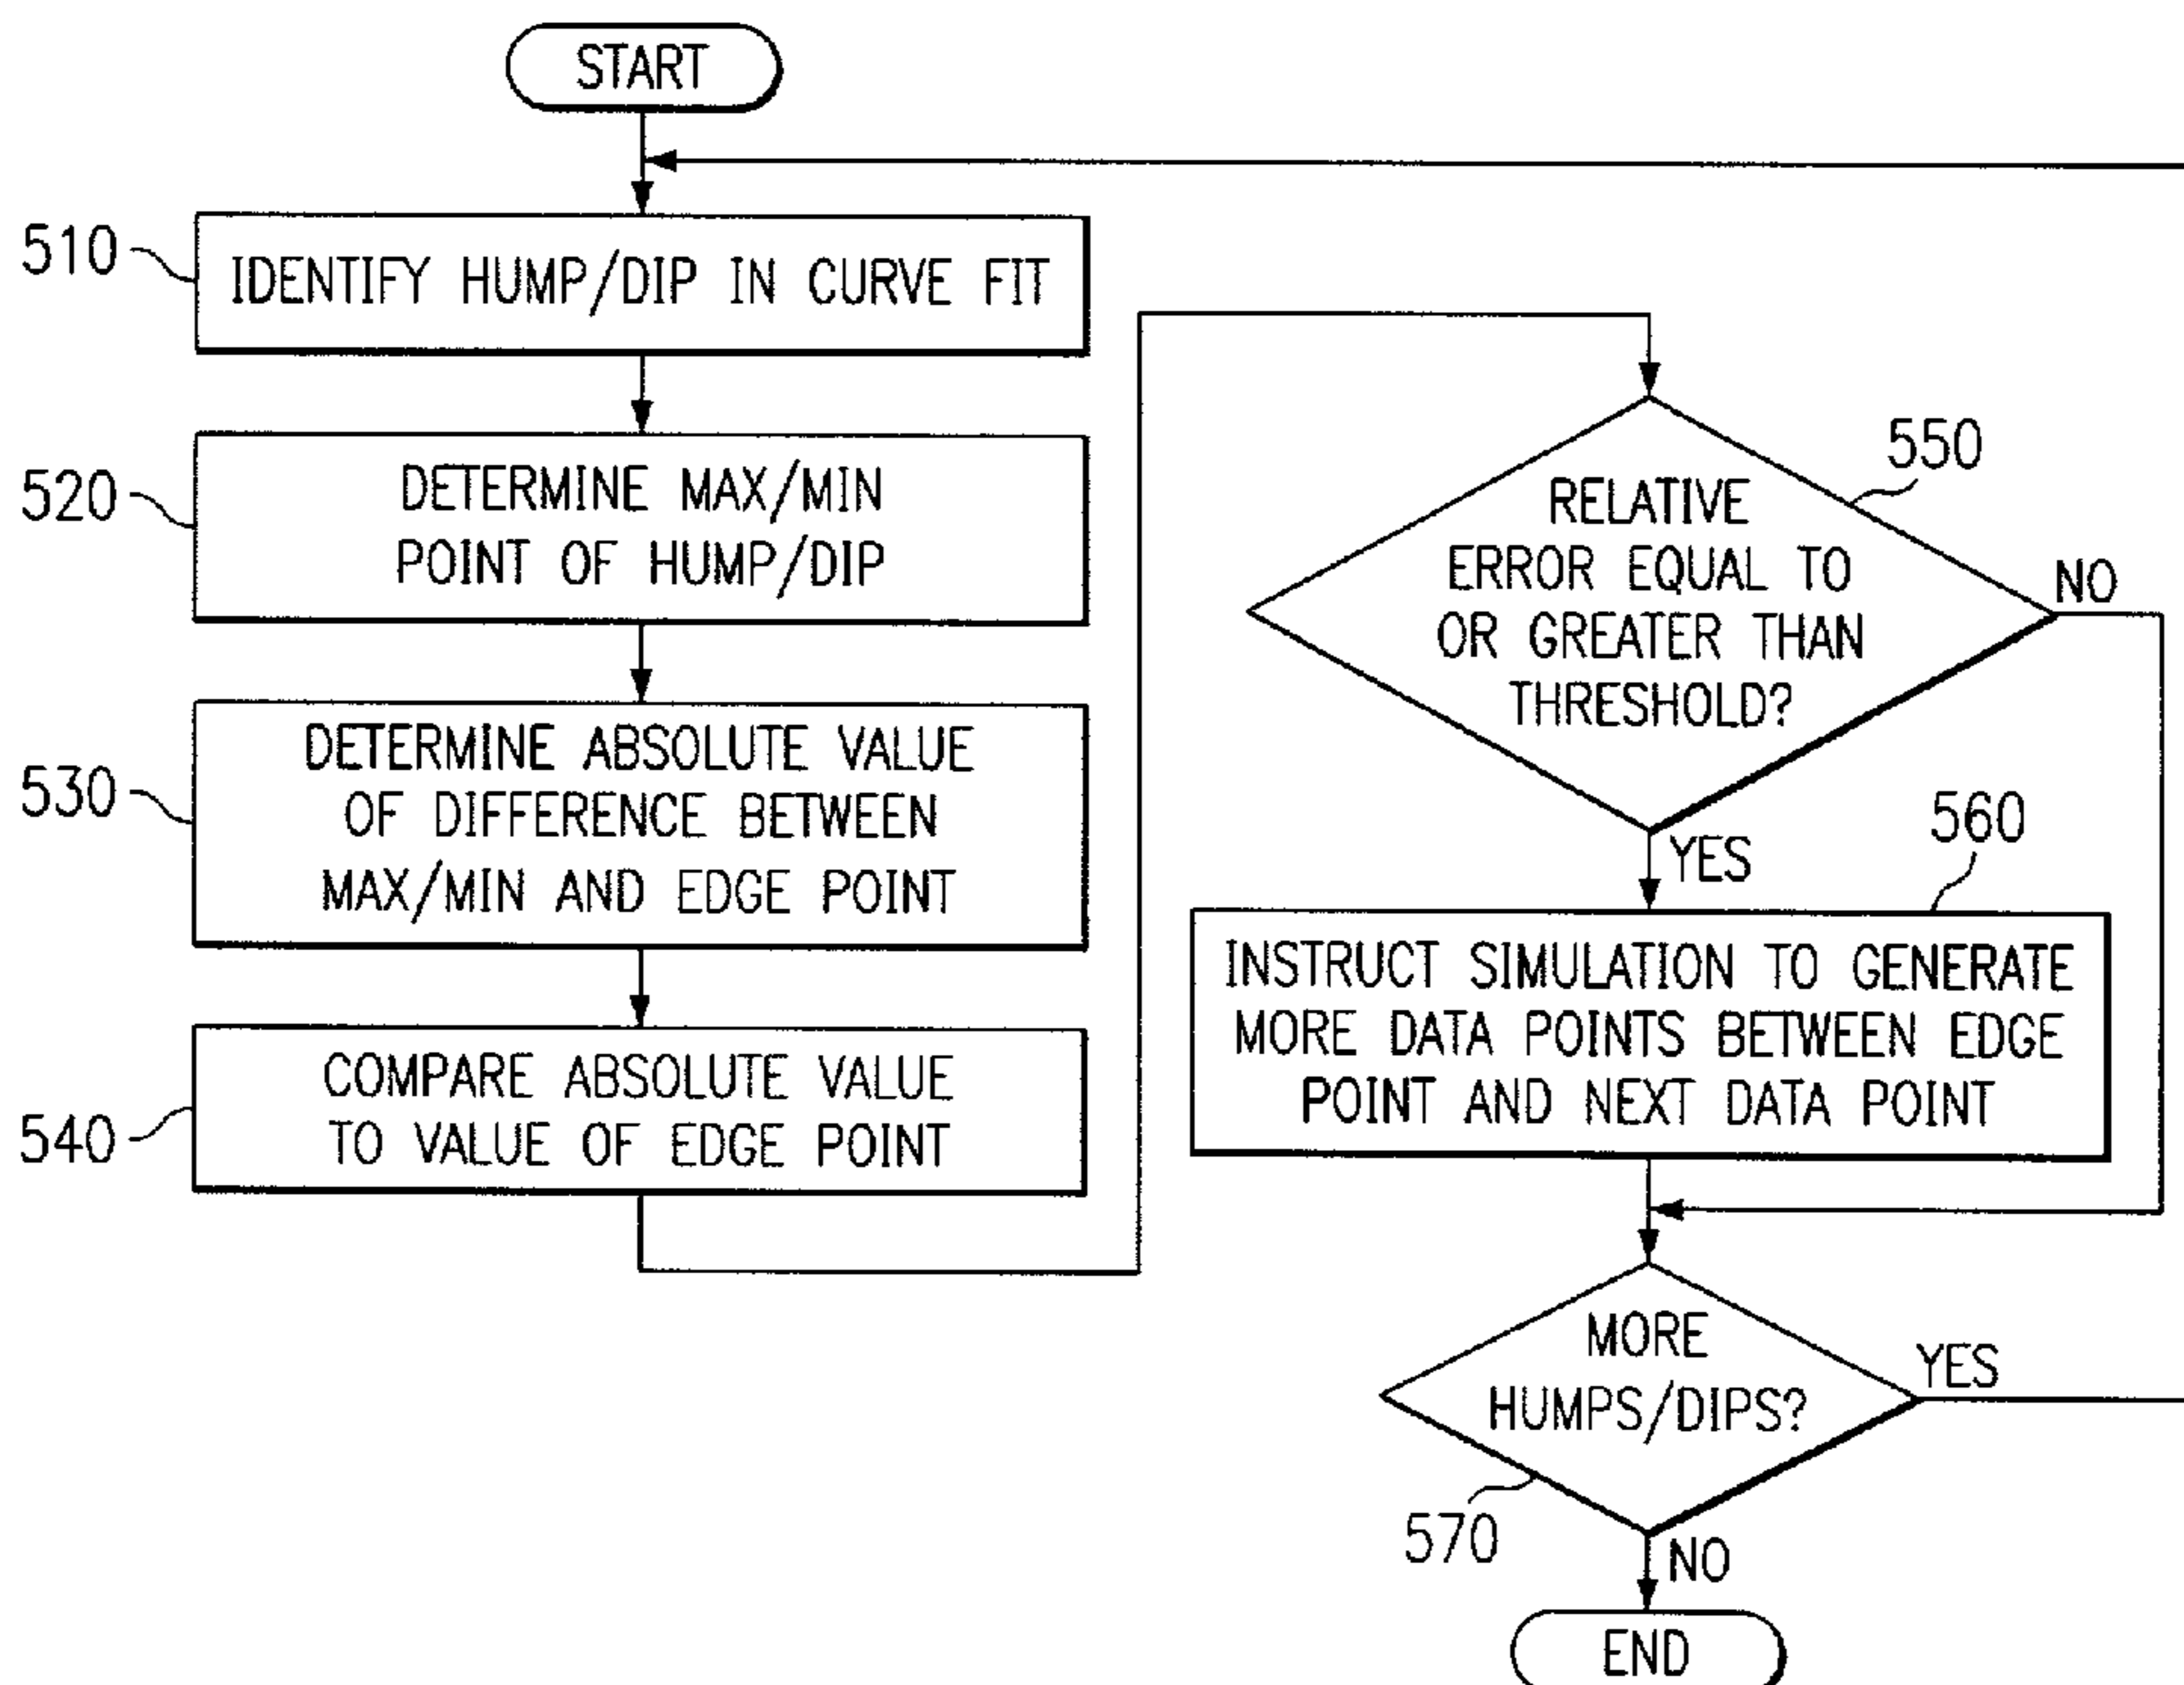 START
510
IDENTIFY HUMP/DIP IN CURVE FIT
520
DETERMINE MAX/MIN
POINT OF HUMP/DIP
530
DETERMINE ABSOLUTE VALUE
OF DIFFERENCE BETWEEN
MAX/MIN AND EDGE POINT
540
COMPARE ABSOLUTE VALUE
TO VALUE OF EDGE POINT
550
RELATIVE
ERROR EQUAL TO
OR GREATER THAN
THRESHOLD?
NO
YES
560
INSTRUCT SIMULATION TO GENERATE
MORE DATA POINTS BETWEEN EDGE
POINT AND NEXT DATA POINT
MORE
HUMPS/DIPS?
YES
570
NO
END